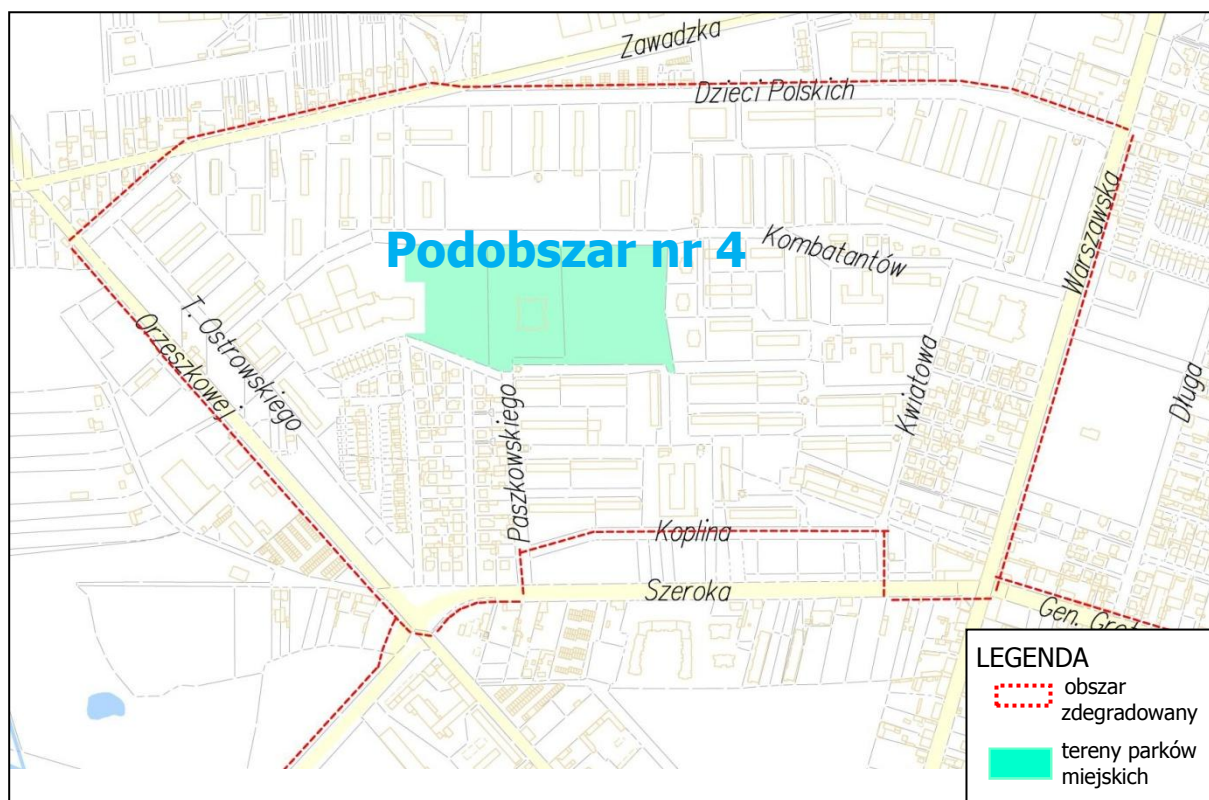 Zawadzka
Dzieci Polskich
Warszawska
Podobszar nr 4
Kombatantów
T. Ostrowskiego
Orzeszkowej
Kwiatowa
Długa
Paszkowskiego
Koplina
Szeroka
Gen.
LEGENDA
obszar
zdegradowany
tereny parków
miejskich